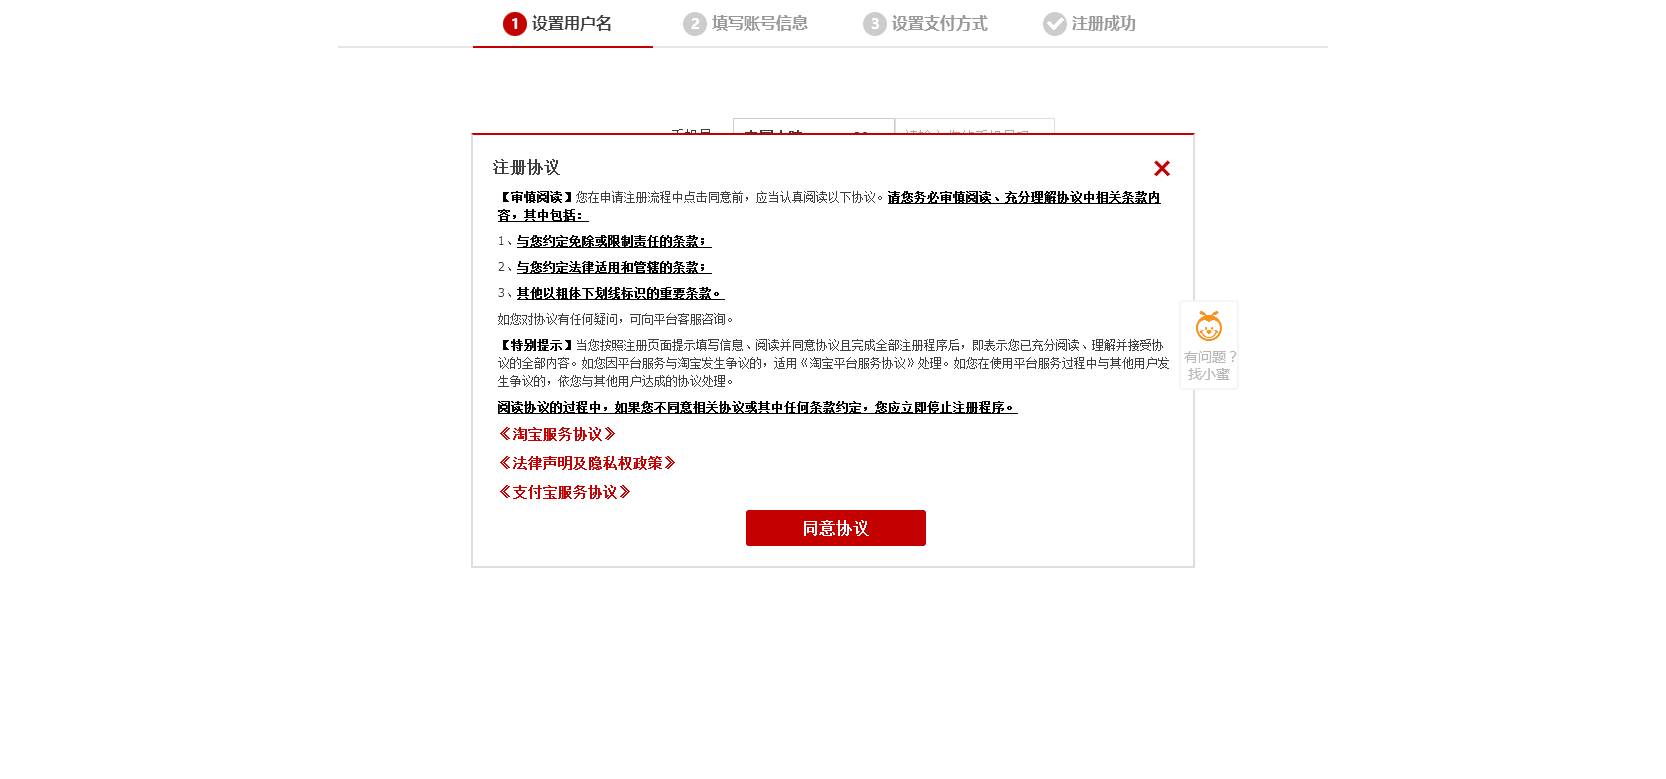 1 设置用户名 2 填写账号信息 3 设置支付方式 注册成功
注册协议
【审慎阅读】您在申请注册流程中点击同意前，应当认真阅读以下协议。请您务必审慎阅读、充分理解协议中相关条款内
容，其中包括：
1、与您约定免除或限制责任的条款；
2、与您约定法律适用和管辖的条款；
3、其他以粗体下划线标识的重要条款。
如您对协议有任何疑问，可向平台客服咨询。
【特别提示】当您按照注册页面提示填写信息、阅读并同意协议且完成全部注册程序后，即表示您已充分阅读、理解并接受协
议的全部内容。如您因平台服务与淘宝发生争议的，适用《淘宝平台服务协议》处理。如您在使用平台服务过程中与其他用户发
生争议的，依您与其他用户达成的协议处理。
阅读协议的过程中，如果您不同意相关协议或其中任何条款约定，您应立即停止注册程序。
《淘宝服务协议》
《法律声明及隐私权政策》
《支付宝服务协议》
同意协议
有问题？
找小蜜